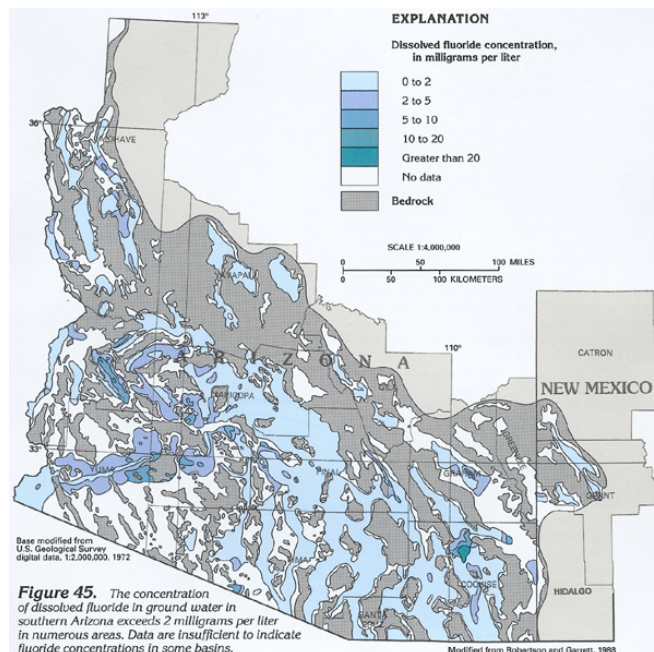 113°
EXPLANATION
Dissolved fluoride concentration,
in milligrams per liter
0 to 2
2 to 5
5 to 10
10 to 20
Greater than 20
No data
Bedrock
36°
MOHAVE
SCALE 1:4,000,000
0 50 100 MILES
0 50 100 KILOMETERS
YAVAPAI
110°
ARIZONA
CATRON
NEW MEXICO
MARICOPA
GREENLEE
33°
YUMA
PINAL
GRAHAM
GRANT
PIMA
COCHISE
SANTA
CRUZ
HIDALGO
Base modified from
U.S. Geological Survey
digital data, 1:2,000,000, 1972
Figure 45. The concentration
of dissolved fluoride in ground water in
southern Arizona exceeds 2 milligrams per liter
in numerous areas. Data are insufficient to indicate
fluoride concentrations in some basins.
Modified from Robertson and Garrett, 1988